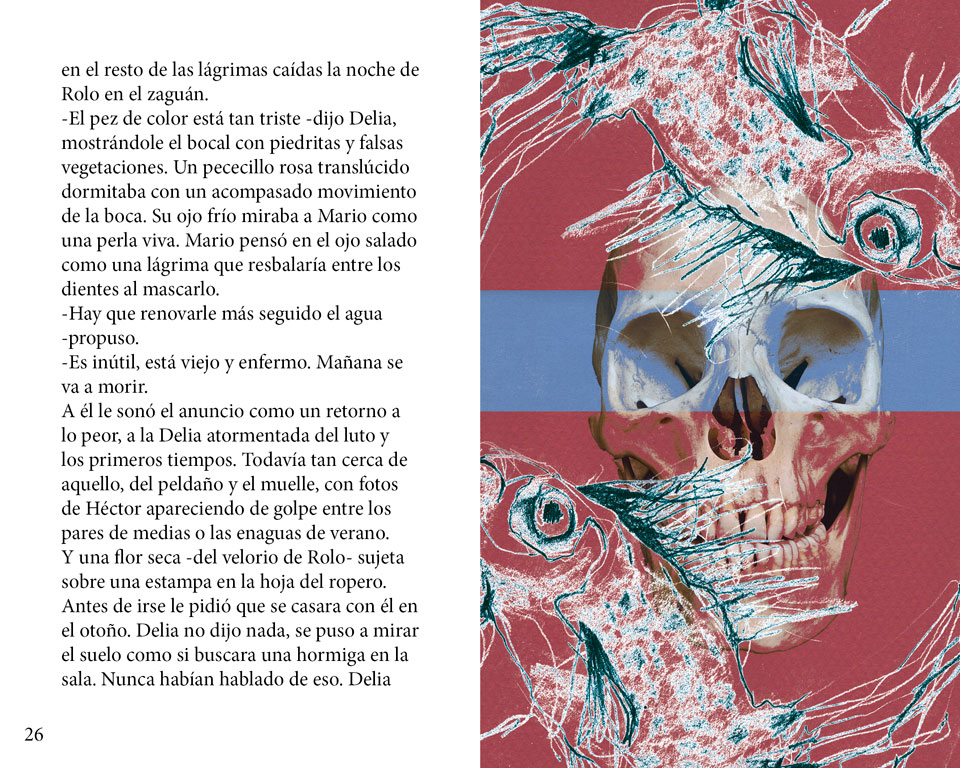 en el resto de las lágrimas caídas la noche de
Rolo en el zaguán.
-El pez de color está tan triste -dijo Delia,
mostrándole el bocal con piedritas y falsas
vegetaciones. Un pececillo rosa translúcido
dormitaba con un acompasado movimiento
de la boca. Su ojo frío miraba a Mario como
una perla viva. Mario pensó en el ojo salado
como una lágrima que resbalaría entre los
dientes al mascarlo.
-Hay que renovarle más seguido el agua
-propuso.
-Es inútil, está viejo y enfermo. Mañana se
va a morir.
A él le sonó el anuncio como un retorno a
lo peor, a la Delia atormentada del luto y
los primeros tiempos. Todavía tan cerca de
aquello, del peldaño y el muelle, con fotos
de Héctor apareciendo de golpe entre los
pares de medias o las enaguas de verano.
Y una flor seca -del velorio de Rolo- sujeta
sobre una estampa en la hoja del ropero.
Antes de irse le pidió que se casara con él en
el otoño. Delia no dijo nada, se puso a mirar
el suelo como si buscara una hormiga en la
sala. Nunca habían hablado de eso. Delia
26